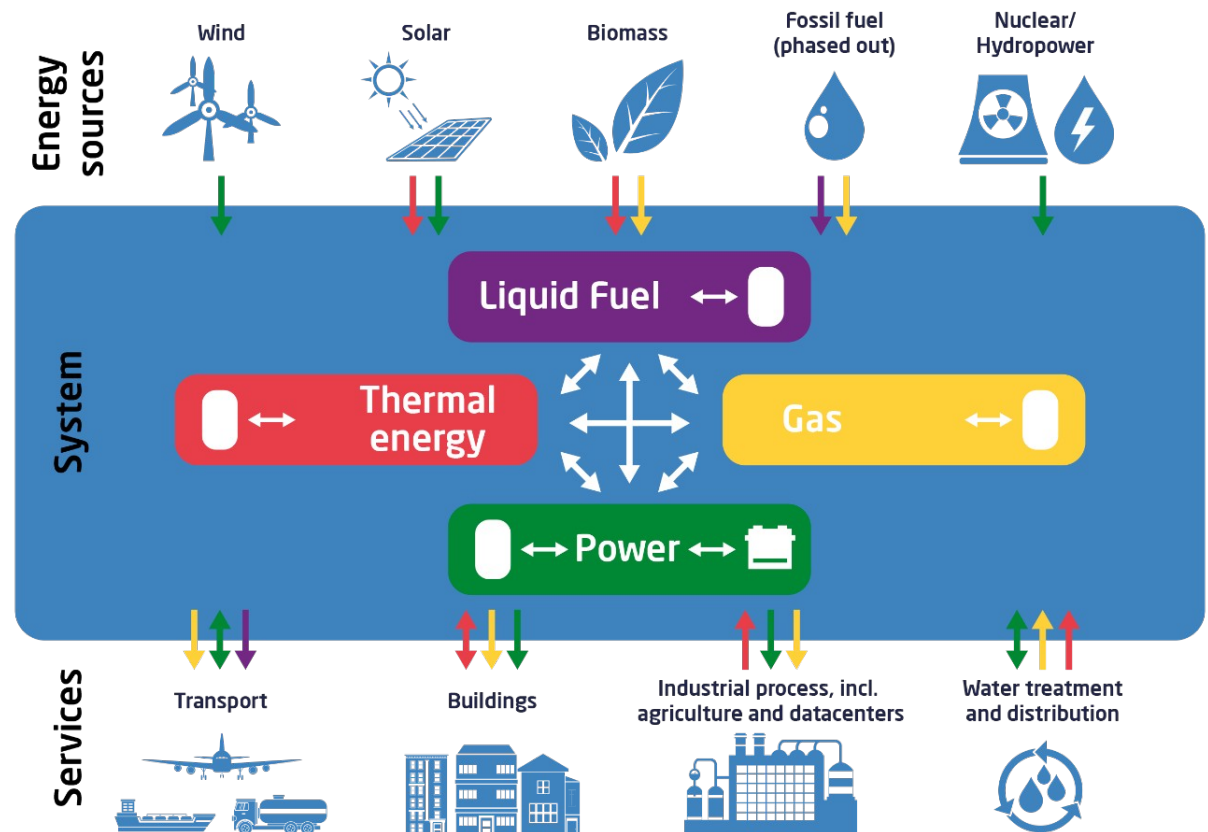 Energy
sources
Wind
Solar
Biomass
Fossil fuel
(phased out)
Nuclear/
Hydropower
System
Liquid Fuel
Thermal
energy
Gas
Power
Services
Transport
Buildings
Industrial process, incl.
agriculture and datacenters
Water treatment
and distribution